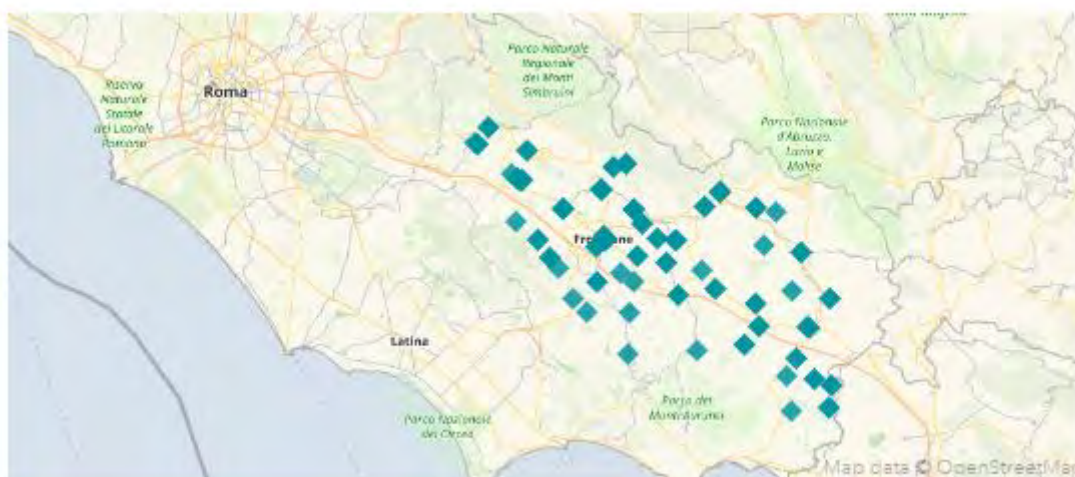 Roma
Riserva
Naturale
Statale
del Litorale
Romano
Parco Naturale
Regionale
dei Monti
Simbruini
Parco Nazionale
d'Abruzzo,
Lazio e
Molise
Latina
Parco Nazionale
del Circeo
Parco dei
Monti Aurunci
Map data © OpenStreetMap